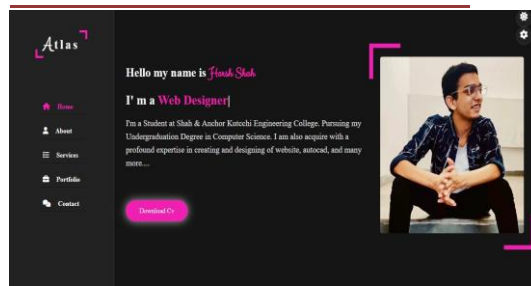 Atlas
Home
About
Services
Portfolio
Contact
Hello my name is Harsh Shah
I' m a Web Designer
I'm a Student at Shah & Anchor Kutcchi Engineering College. Pursuing my
Undergraduation Degree in Computer Science. I am also acquire with a
profound expertise in creating and designing of website, autocad, and many
more....
Download Cv